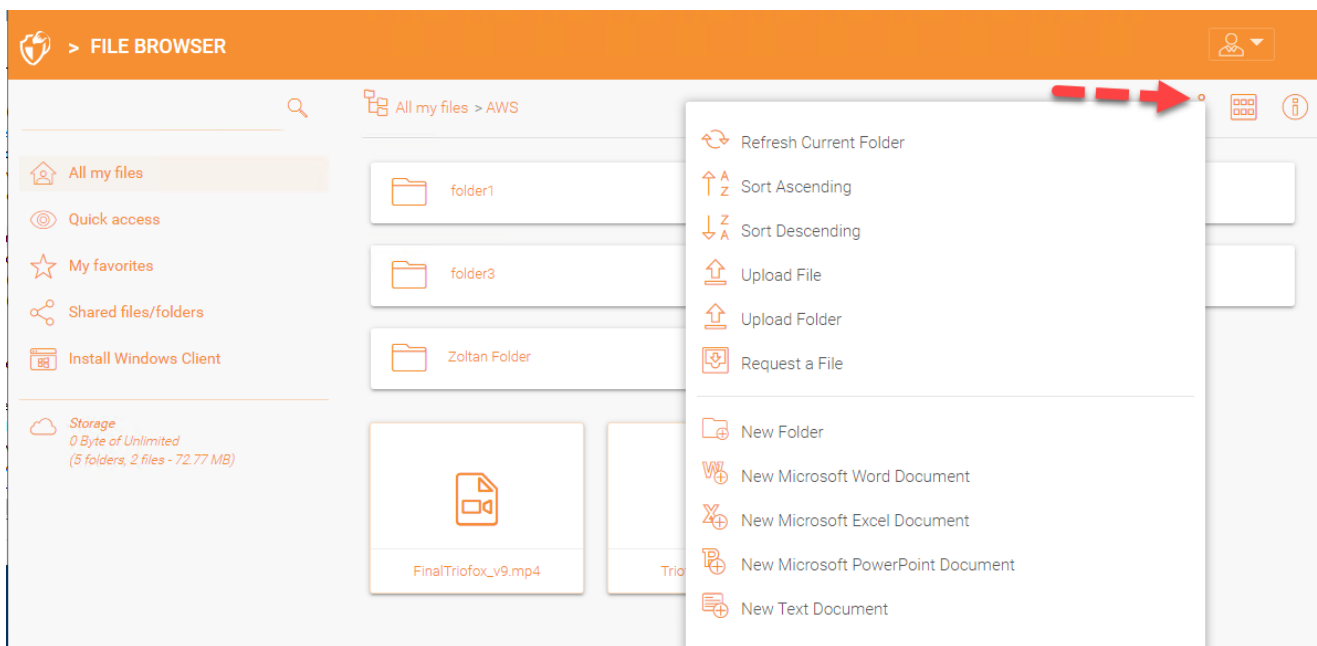 > FILE BROWSER
All my files > AWS
All my files
Quick access
My favorites
Shared files/folders
Install Windows Client
Storage
0 Byte of Unlimited
(5 folders, 2 files - 72.77 MB)
folder1
folder3
Zoltan Folder
FinalTriofox_v9.mp4
Refresh Current Folder
Sort Ascending
Sort Descending
Upload File
Upload Folder
Request a File
New Folder
New Microsoft Word Document
New Microsoft Excel Document
New Microsoft PowerPoint Document
New Text Document